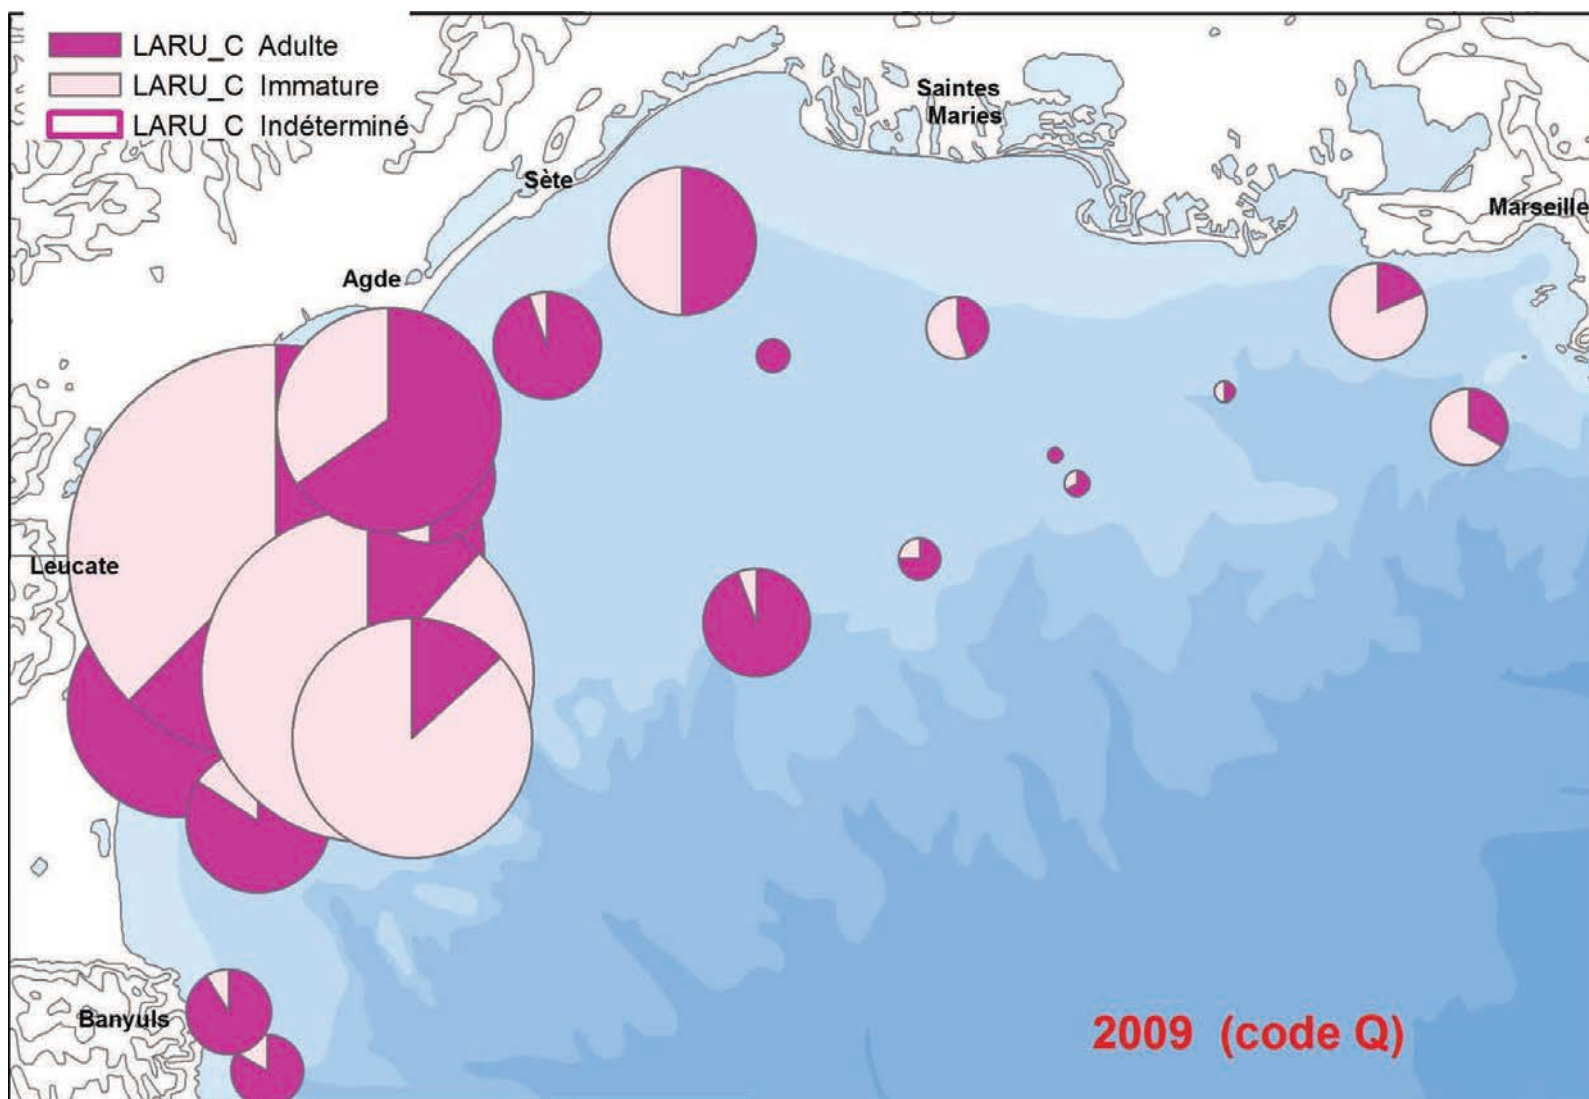 LARU_C Adulte
LARU_C Immature
LARU_C Indéterminé
Saintes
Maries
Sète
Marseille
Agde
Leucate
Banyuls
2009 (code Q)